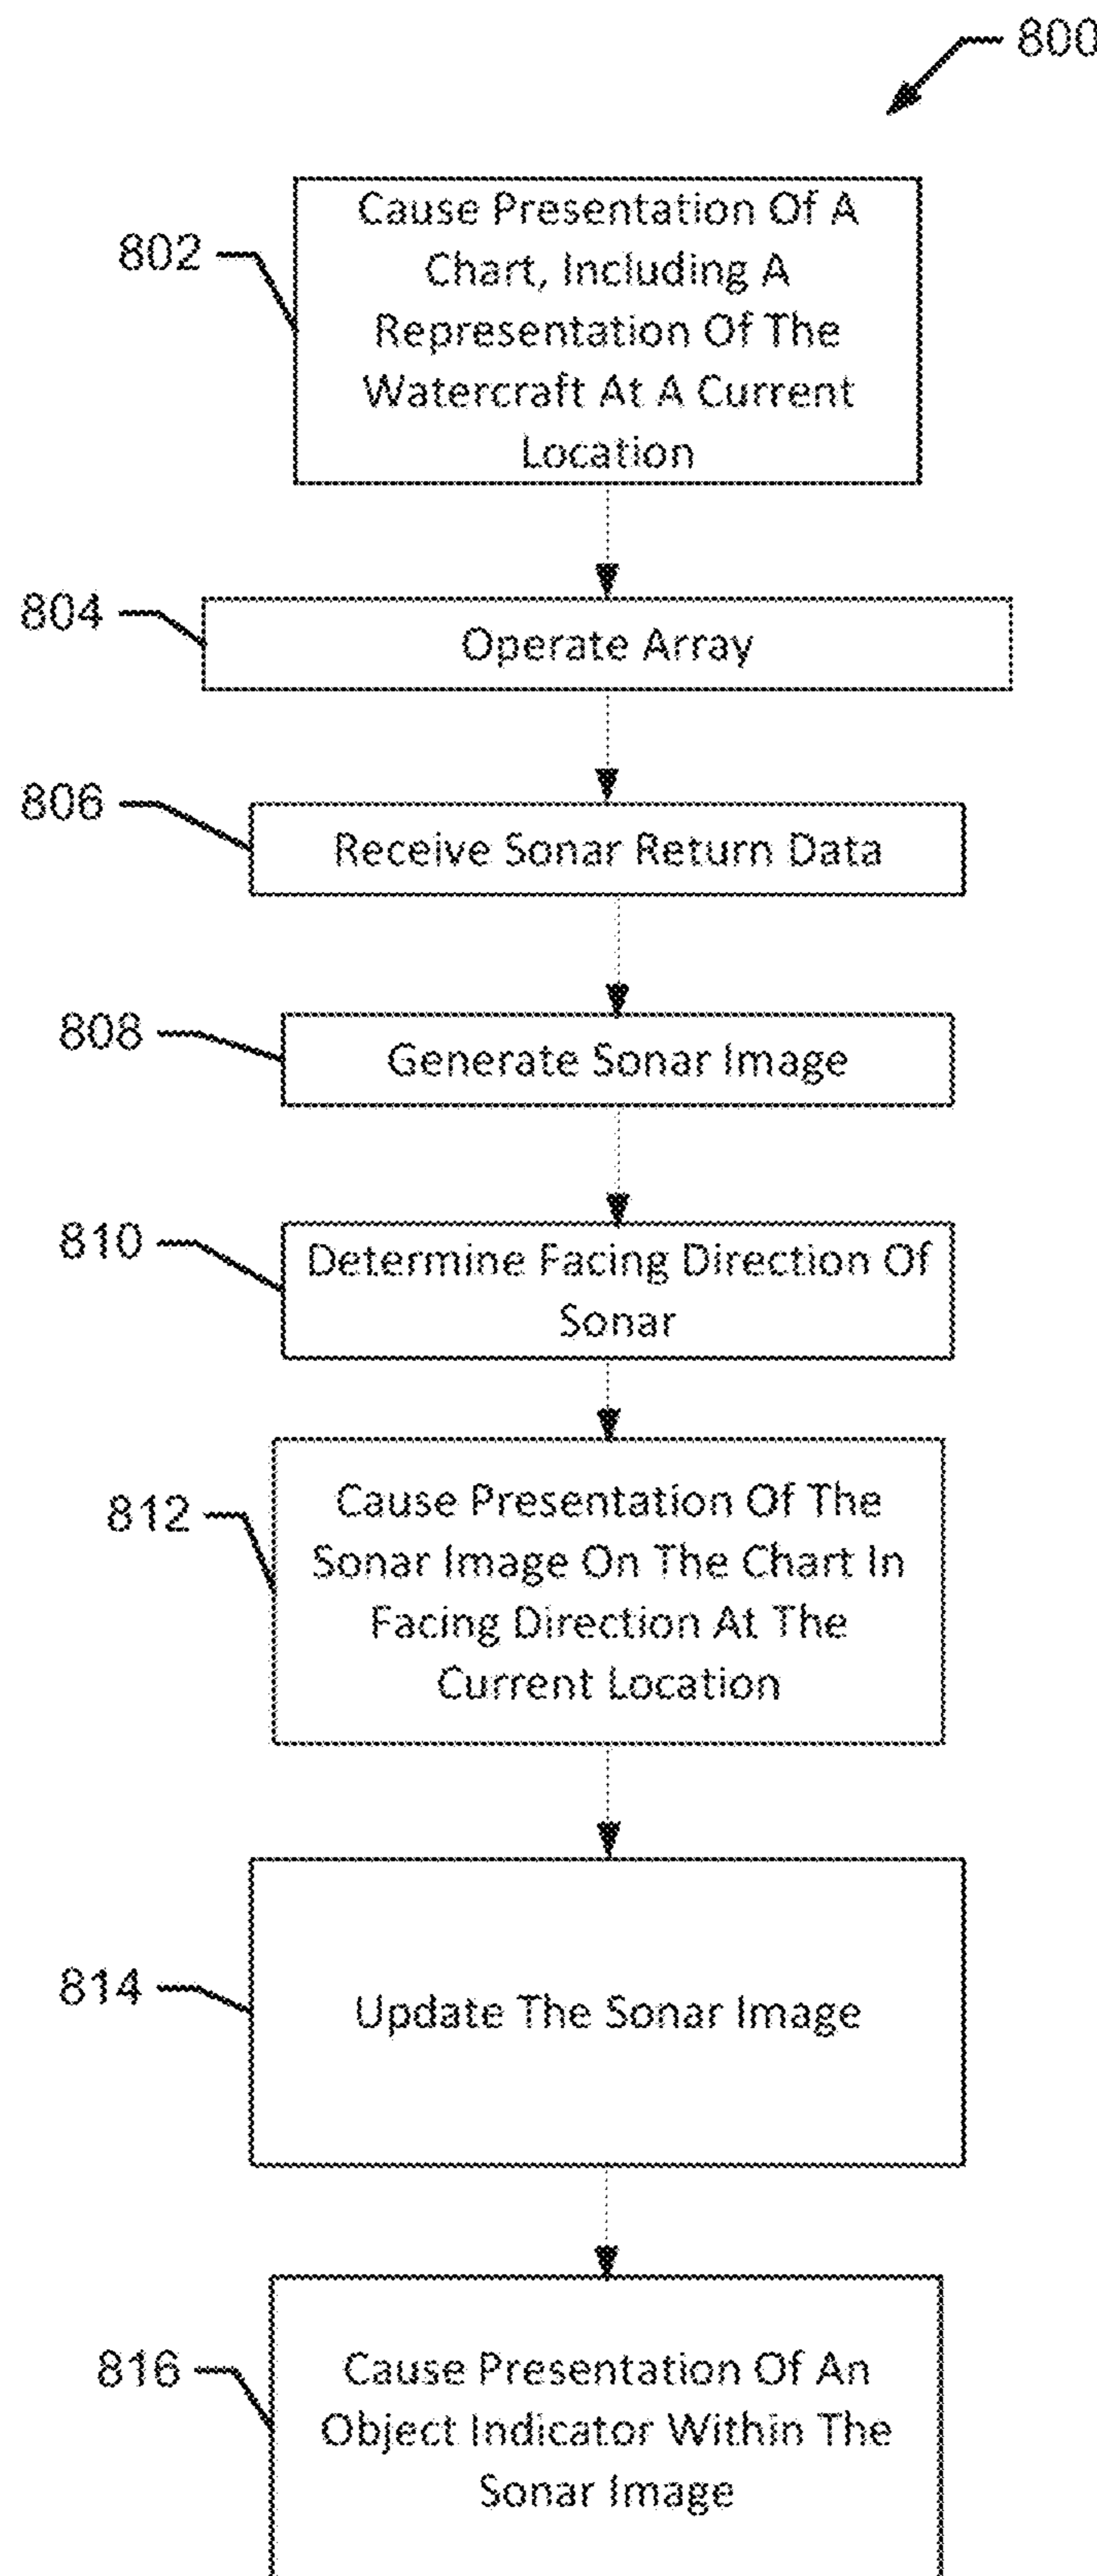 800
802
Cause Presentation Of A
Chart, Including A
Representation Of The
Watercraft At A Current
Location
804
Operate Array
806
Receive Sonar Return Data
808
Generate Sonar Image
810
Determine Facing Direction Of
Sonar
812
Cause Presentation Of The
Sonar Image On The Chart In
Facing Direction At The
Current Location
814
Update The Sonar Image
816
Cause Presentation Of An
Object Indicator Within The
Sonar Image